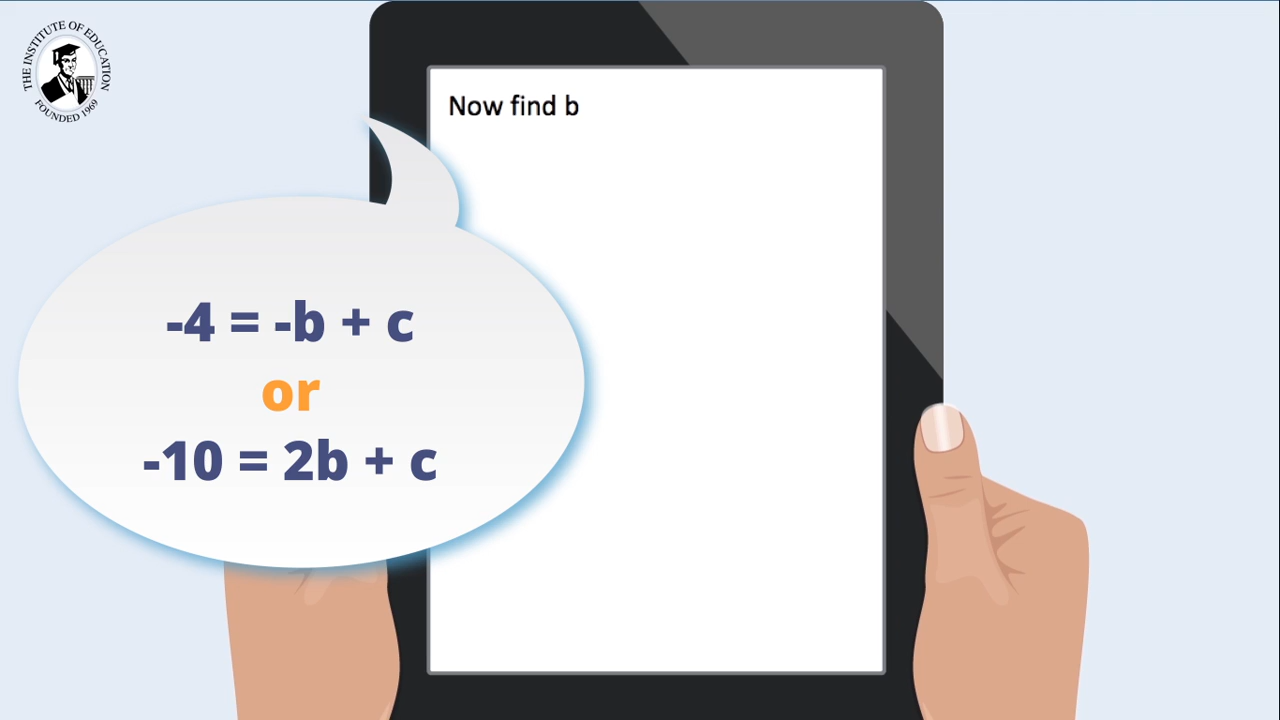 THE INSTITUTE OF EDUCATION
FOUNDED 1969
Now find b
-4 = -b + c
or
-10 = 2b + c